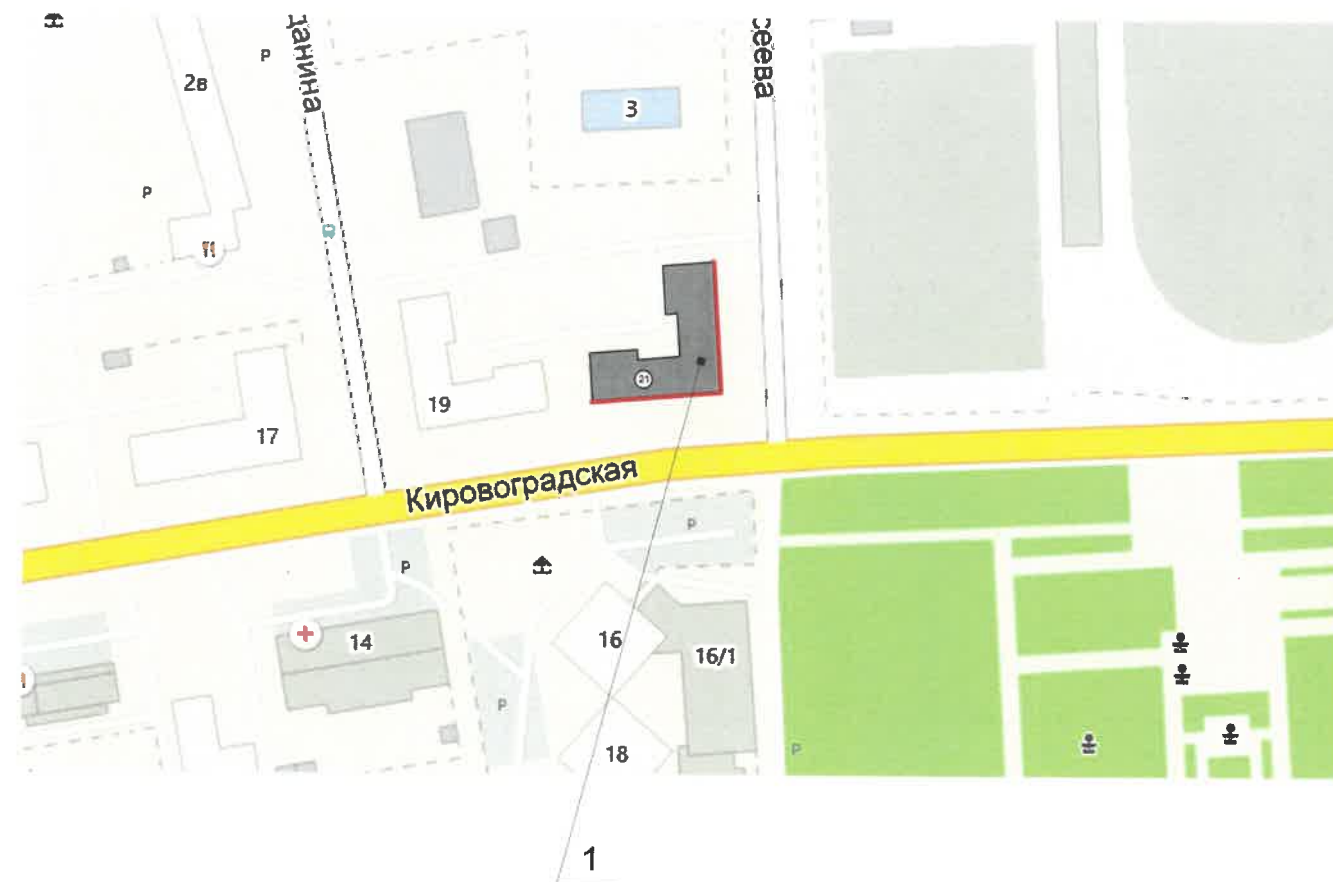 данина
сеева
2в
Р
3
Р
21
19
17
Кировоградская
Р
Р
14
16
16/1
Р
18
Р
1